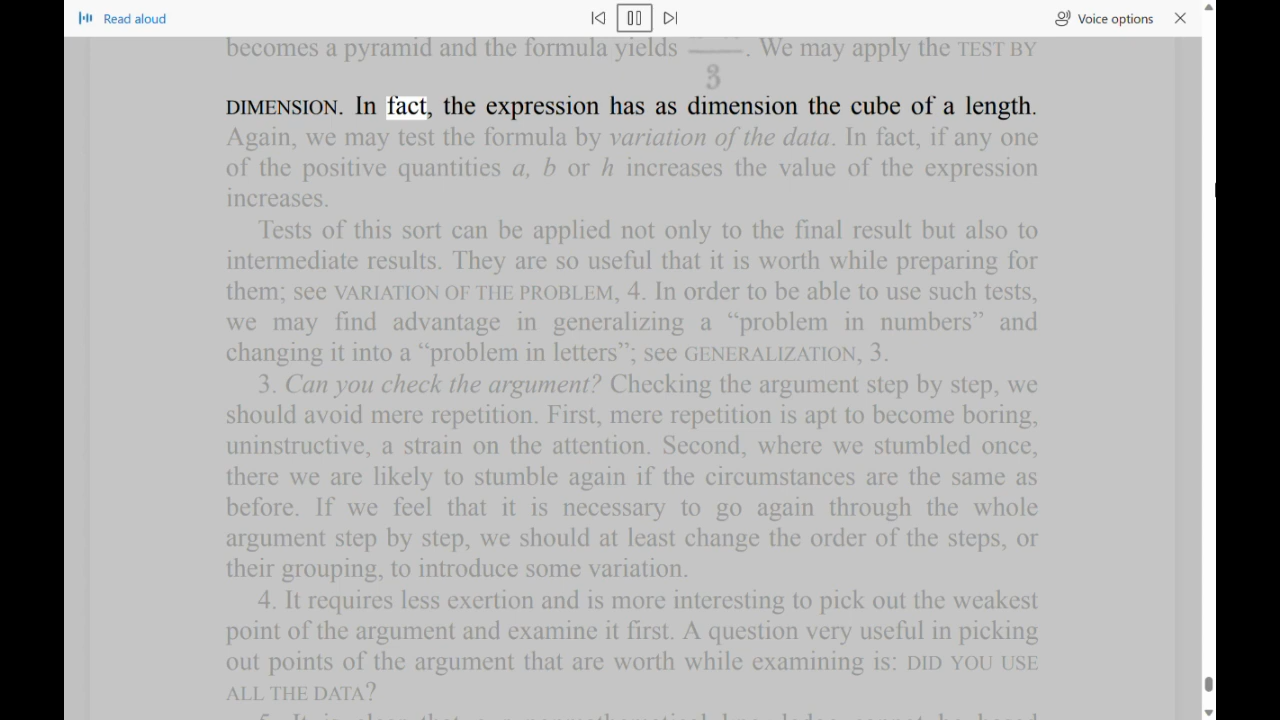 Read aloud
Voice options
becomes a pyramid and the formula yields . We may apply the TEST BY
3
DIMENSION. In fact, the expression has as dimension the cube of a length.
Again, we may test the formula by variation of the data. In fact, if any one
of the positive quantities a, b or h increases the value of the expression
increases.
Tests of this sort can be applied not only to the final result but also to
intermediate results. They are so useful that it is worth while preparing for
them; see VARIATION OF THE PROBLEM, 4. In order to be able to use such tests,
we may find advantage in generalizing a “problem in numbers” and
changing it into a “problem in letters”; see GENERALIZATION, 3.
3. Can you check the argument? Checking the argument step by step, we
should avoid mere repetition. First, mere repetition is apt to become boring,
uninstructive, a strain on the attention. Second, where we stumbled once,
there we are likely to stumble again if the circumstances are the same as
before. If we feel that it is necessary to go again through the whole
argument step by step, we should at least change the order of the steps, or
their grouping, to introduce some variation.
4. It requires less exertion and is more interesting to pick out the weakest
point of the argument and examine it first. A question very useful in picking
out points of the argument that are worth while examining is: DID YOU USE
ALL THE DATA?